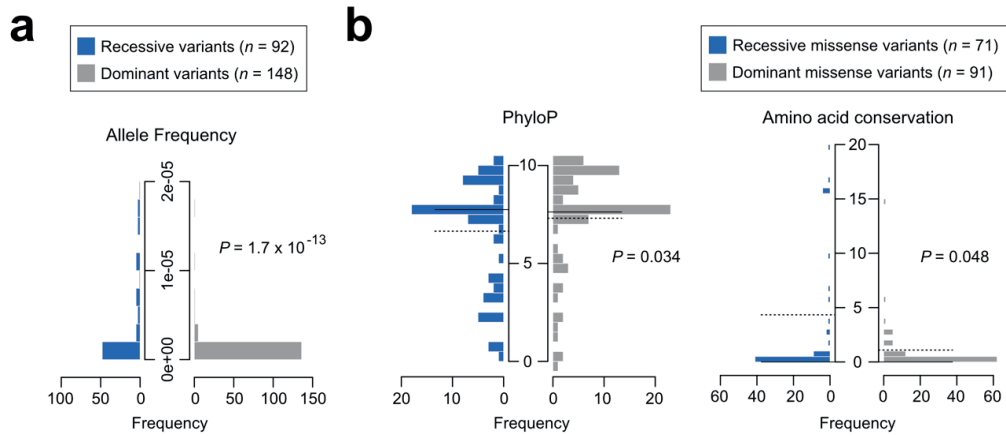 a
Recessive variants (n = 92)
Dominant variants (n = 148)
Allele Frequency
2e-05
1e-05
0e+00
P = 1.7 x 10-13
100 50 0
0 50 100 150
Frequency
b
Recessive missense variants (n = 71)
Dominant missense variants (n = 91)
PhyloP
10
5
0
P = 0.034
20 10 0
0 10 20
Frequency
Amino acid conservation
20
15
10
5
0
P = 0.048
60 40 20 0
0 20 40 60
Frequency